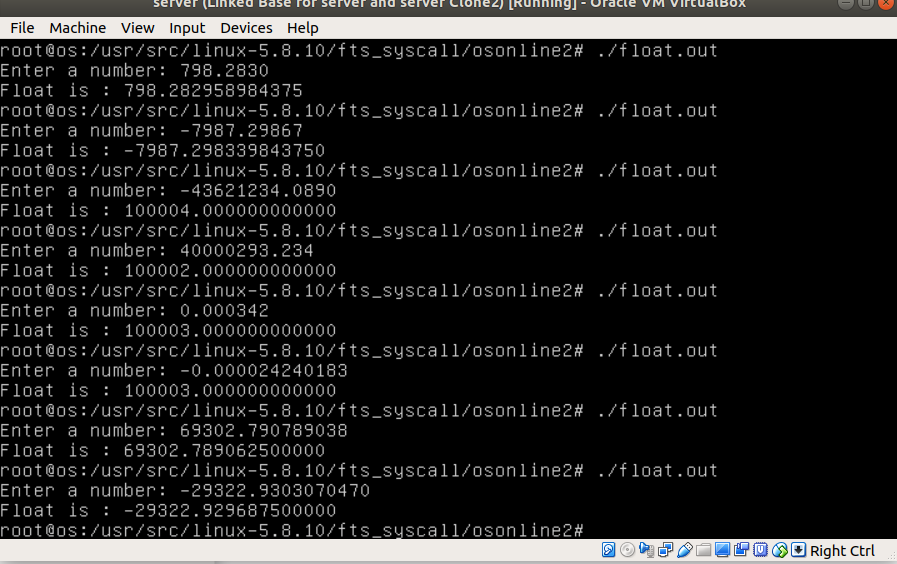 server (Linked Base for server and server Clone2) [Running] - Oracle VM VirtualBox
File Machine View Input Devices Help
root@os:/usr/src/linux-5.8.10/fts_syscall/osonline2# ./float.out
Enter a number: 798.2830
Float is : 798.282958984375
root@os:/usr/src/linux-5.8.10/fts_syscall/osonline2# ./float.out
Enter a number: -7987.29867
Float is : -7987.298339843750
root@os:/usr/src/linux-5.8.10/fts_syscall/osonline2# ./float.out
Enter a number: -43621234.0890
Float is : 100004.000000000000
root@os:/usr/src/linux-5.8.10/fts_syscall/osonline2# ./float.out
Enter a number: 40000293.234
Float is : 100002.000000000000
root@os:/usr/src/linux-5.8.10/fts_syscall/osonline2# ./float.out
Enter a number: 0.000342
Float is : 100003.000000000000
root@os:/usr/src/linux-5.8.10/fts_syscall/osonline2# ./float.out
Enter a number: -0.000024240183
Float is : 100003.000000000000
root@os:/usr/src/linux-5.8.10/fts_syscall/osonline2# ./float.out
Enter a number: 69302.790789038
Float is : 69302.789062500000
root@os:/usr/src/linux-5.8.10/fts_syscall/osonline2# ./float.out
Enter a number: -29322.9303070470
Float is : -29322.929687500000
root@os:/usr/src/linux-5.8.10/fts_syscall/osonline2#
Right Ctrl